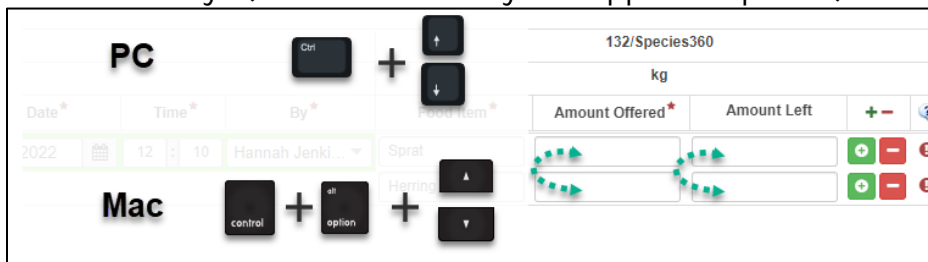 132/Species360
PC
Ctrl
+
kg
Date* Time* By* Food Item* Amount Offered* Amount Left + −
2022 12 : 10 Hannah Jenki... Sprat
Herring
Mac
control + alt option +